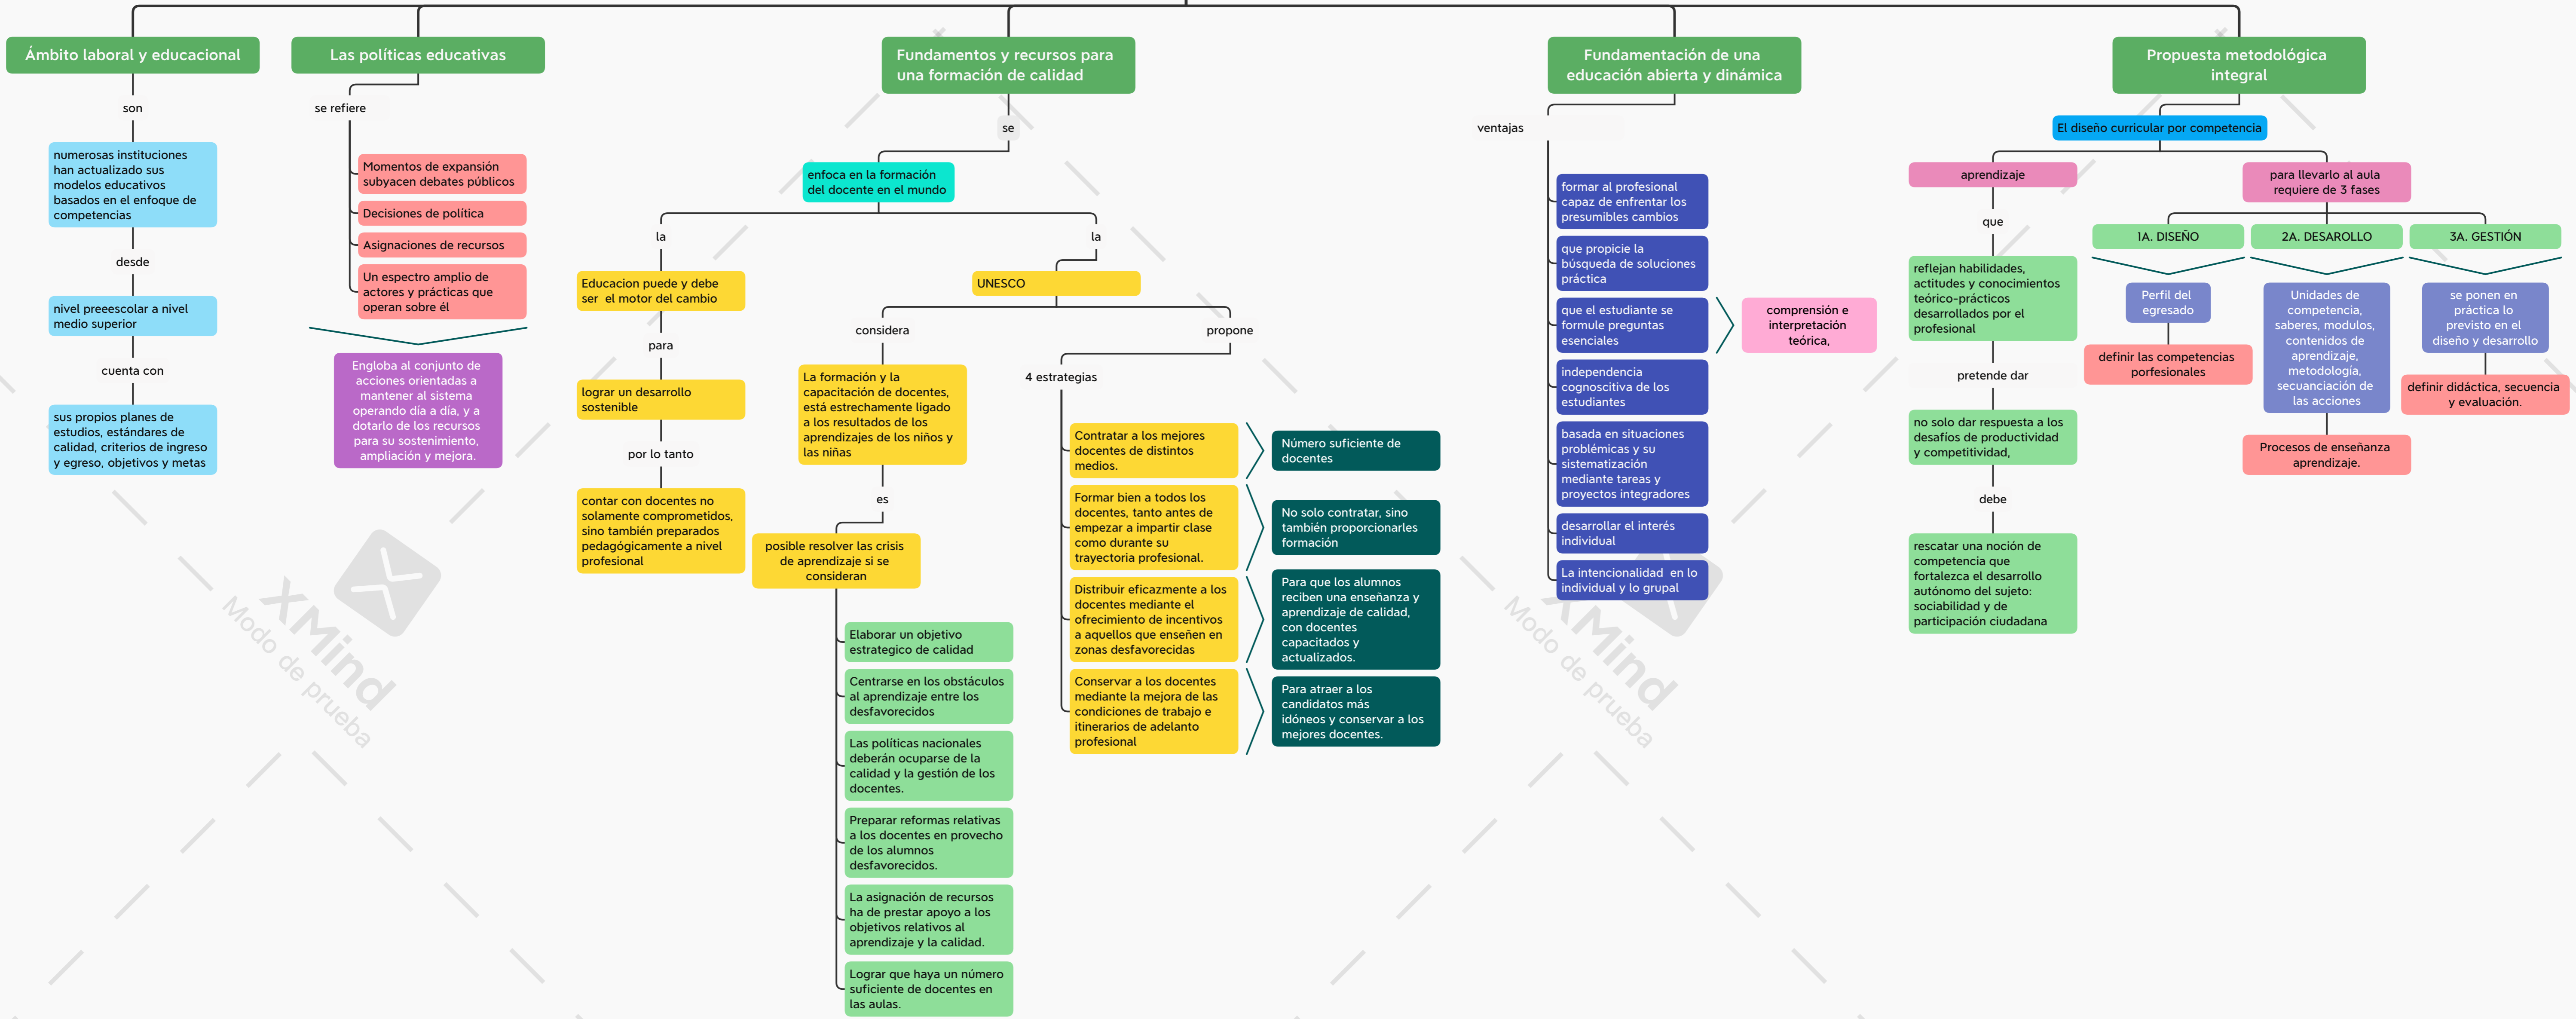 Ámbito laboral y educacional
son
numerosas instituciones
han actualizado sus
modelos educativos
basados en el enfoque de
competencias
desde
nivel preeescolar a nivel
medio superior
cuenta con
sus propios planes de
estudios, estándares de
calidad, criterios de ingreso
y egreso, objetivos y metas
Las políticas educativas
se refiere
Momentos de expansión
subyacen debates públicos
Decisiones de política
Asignaciones de recursos
Un espectro amplio de
actores y prácticas que
operan sobre él
Engloba al conjunto de
acciones orientadas a
mantener al sistema
operando día a día, y a
dotarlo de los recursos
para su sostenimiento,
ampliación y mejora.
Fundamentos y recursos para
una formación de calidad
se
enfoca en la formación
del docente en el mundo
la
Educacion puede y debe
ser el motor del cambio
para
lograr un desarrollo
sostenible
por lo tanto
contar con docentes no
solamente comprometidos,
sino también preparados
pedagógicamente a nivel
profesional
la
UNESCO
considera
La formación y la
capacitación de docentes,
está estrechamente ligado
a los resultados de los
aprendizajes de los niños y
las niñas
es
posible resolver las crisis
de aprendizaje si se
consideran
Elaborar un objetivo
estrategico de calidad
Centrarse en los obstáculos
al aprendizaje entre los
desfavorecidos
Las políticas nacionales
deberán ocuparse de la
calidad y la gestión de los
docentes.
Preparar reformas relativas
a los docentes en provecho
de los alumnos
desfavorecidos.
La asignación de recursos
ha de prestar apoyo a los
objetivos relativos al
aprendizaje y la calidad.
Lograr que haya un número
suficiente de docentes en
las aulas.
propone
4 estrategias
Contratar a los mejores
docentes de distintos
medios.
Número suficiente de
docentes
Formar bien a todos los
docentes, tanto antes de
empezar a impartir clase
como durante su
trayectoria profesional.
No solo contratar, sino
también proporcionarles
formación
Distribuir eficazmente a los
docentes mediante el
ofrecimiento de incentivos
a aquellos que enseñen en
zonas desfavorecidas
Para que los alumnos
reciben una enseñanza y
aprendizaje de calidad,
con docentes
capacitados y
actualizados.
Conservar a los docentes
mediante la mejora de las
condiciones de trabajo e
itinerarios de adelanto
profesional
Para atraer a los
candidatos más
idóneos y conservar a los
mejores docentes.
Fundamentación de una
educación abierta y dinámica
ventajas
formar al profesional
capaz de enfrentar los
presumibles cambios
que propicie la
búsqueda de soluciones
práctica
que el estudiante se
formule preguntas
esenciales
comprensión e
interpretación
teórica,
independencia
cognoscitiva de los
estudiantes
basada en situaciones
problémicas y su
sistematización
mediante tareas y
proyectos integradores
desarrollar el interés
individual
La intencionalidad en lo
individual y lo grupal
Propuesta metodológica
integral
El diseño curricular por competencia
aprendizaje
que
reflejan habilidades,
actitudes y conocimientos
teórico-prácticos
desarrollados por el
profesional
pretende dar
no solo dar respuesta a los
desafíos de productividad
y competitividad,
debe
rescatar una noción de
competencia que
fortalezca el desarrollo
autónomo del sujeto:
sociabilidad y de
participación ciudadana
para llevarlo al aula
requiere de 3 fases
1A. DISEÑO
Perfil del
egresado
definir las competencias
porfesionales
2A. DESAROLLO
Unidades de
competencia,
saberes, modulos,
contenidos de
aprendizaje,
metodología,
secuanciación de
las acciones
Procesos de enseñanza
aprendizaje.
3A. GESTIÓN
se ponen en
práctica lo
previsto en el
diseño y desarrollo
definir didáctica, secuencia
y evaluación.
XMind
Modo de prueba
XMind
Modo de prueba